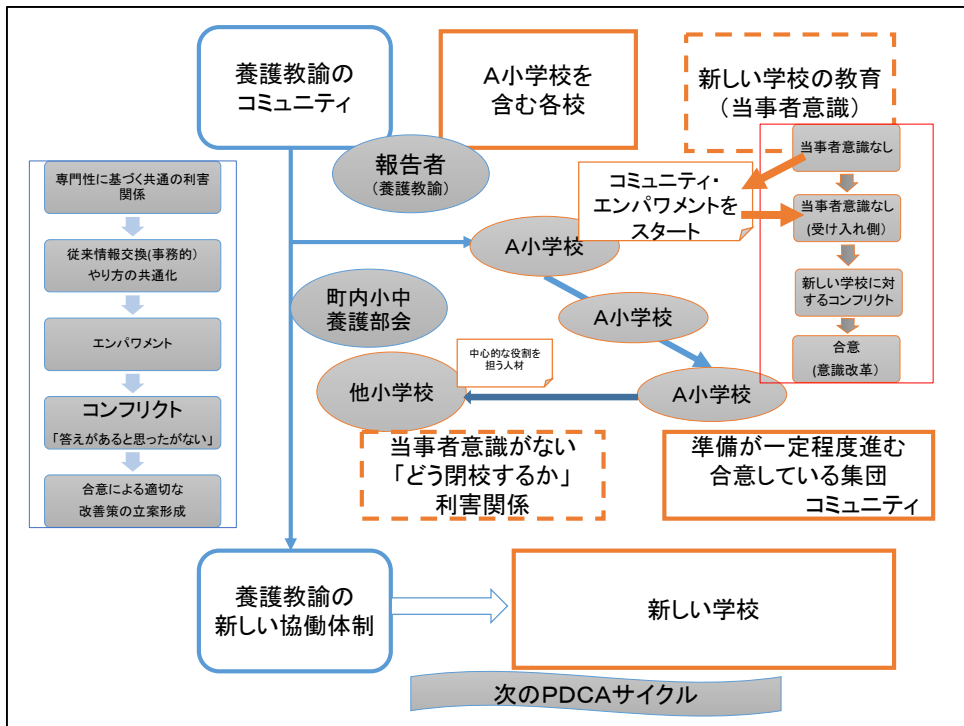 養護教諭の
コミュニティ
A小学校を
含む各校
新しい学校の教育
(当事者意識)
報告者
(養護教諭)
専門性に基づく共通の利害
関係
従来情報交換(事務的)
やり方の共通化
エンパワメント
コンフリクト
「答えがあると思ったがない」
合意による適切な
改善策の立案形成
コミュニティ・
エンパワメントを
スタート
当事者意識なし
当事者意識なし
(受け入れ側)
新しい学校に対
するコンフリクト
合意
(意識改革)
A小学校
町内小中
養護部会
A小学校
中心的な役割を
担う人材
他小学校
A小学校
当事者意識がない
「どう閉校するか」
利害関係
準備が一定程度進む
合意している集団
コミュニティ
養護教諭の
新しい協働体制
新しい学校
次のPDCAサイクル